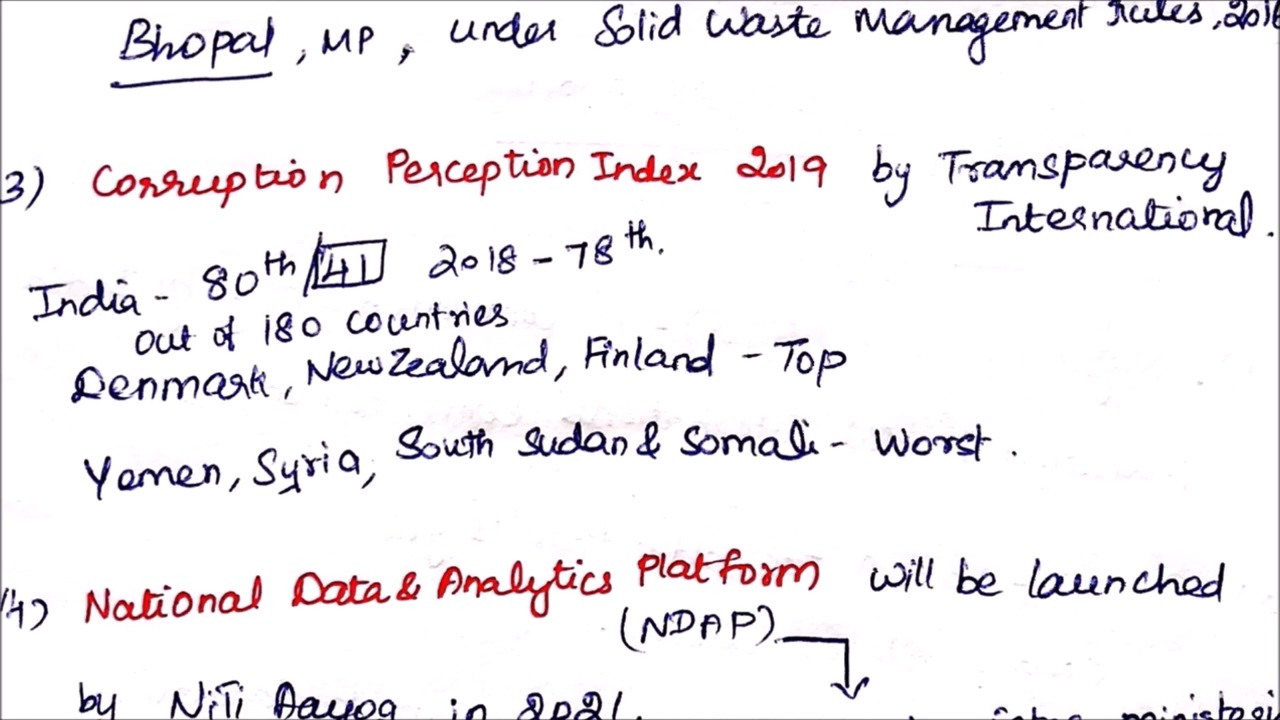 Bhopal, MP, under Solid Waste Management Rules, 2016
3) Corruption Perception Index 2019 by Transparency
International.
India - 80th / 41 2018 - 78th.
out of 180 countries
Denmark, New Zealand, Finland - Top
Yemen, Syria, South Sudan & Somali - Worst.
4) National Data & Analytics Platform will be launched
(NDAP)
by NITI Aayog in 2021.